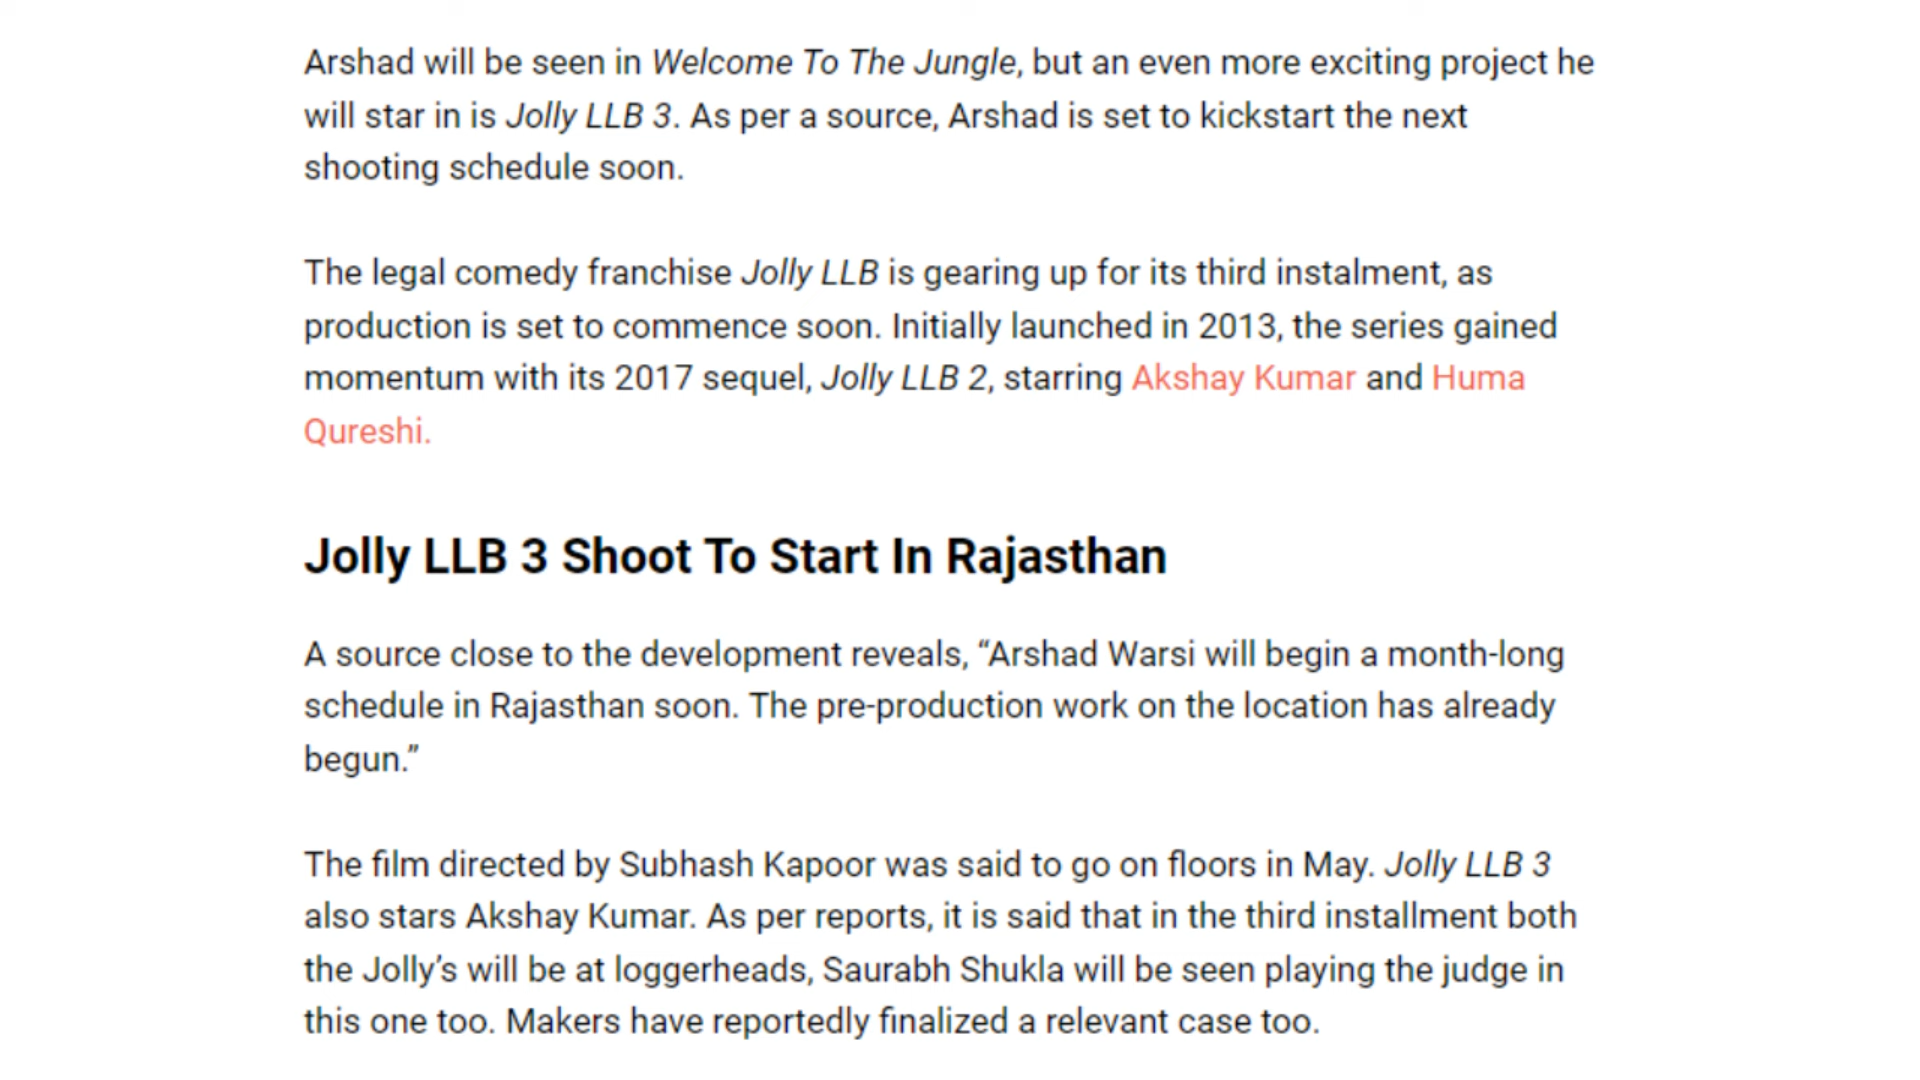 Arshad will be seen in Welcome To The Jungle, but an even more exciting project he
will star in is Jolly LLB 3. As per a source, Arshad is set to kickstart the next
shooting schedule soon.
The legal comedy franchise Jolly LLB is gearing up for its third instalment, as
production is set to commence soon. Initially launched in 2013, the series gained
momentum with its 2017 sequel, Jolly LLB 2, starring Akshay Kumar and Huma
Qureshi.
Jolly LLB 3 Shoot To Start In Rajasthan
A source close to the development reveals, “Arshad Warsi will begin a month-long
schedule in Rajasthan soon. The pre-production work on the location has already
begun.”
The film directed by Subhash Kapoor was said to go on floors in May. Jolly LLB 3
also stars Akshay Kumar. As per reports, it is said that in the third installment both
the Jolly’s will be at loggerheads, Saurabh Shukla will be seen playing the judge in
this one too. Makers have reportedly finalized a relevant case too.